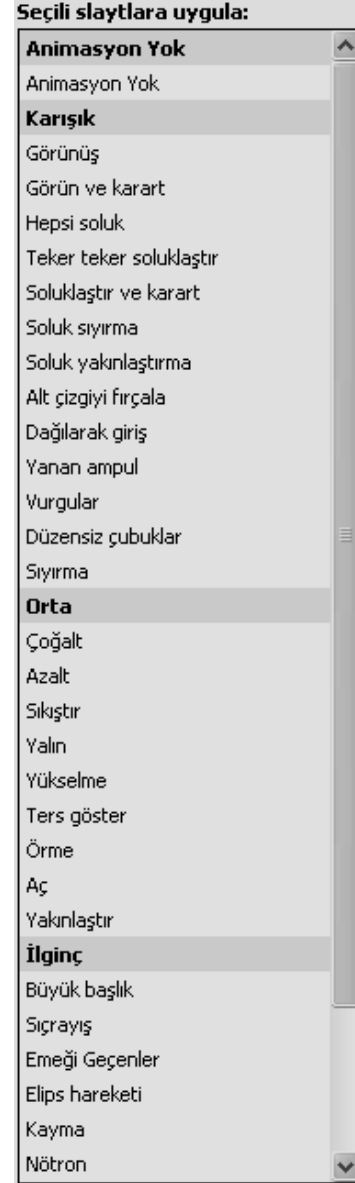 Seçili slaytlara uygula:
Animasyon Yok
Animasyon Yok
Karışık
Görünüş
Görün ve karart
Hepsi soluk
Teker teker soluklaştır
Soluklaştır ve karart
Soluk sıyırma
Soluk yakınlaştırma
Alt çizgiyi fırçala
Dağılarak giriş
Yanan ampul
Vurgular
Düzensiz çubuklar
Sıyırma
Orta
Çoğalt
Azalt
Sıkıştır
Yalın
Yükselme
Ters göster
Örme
Aç
Yakınlaştır
İlginç
Büyük başlık
Sıçrayış
Emeği Geçenler
Elips hareketi
Kayma
Nötron